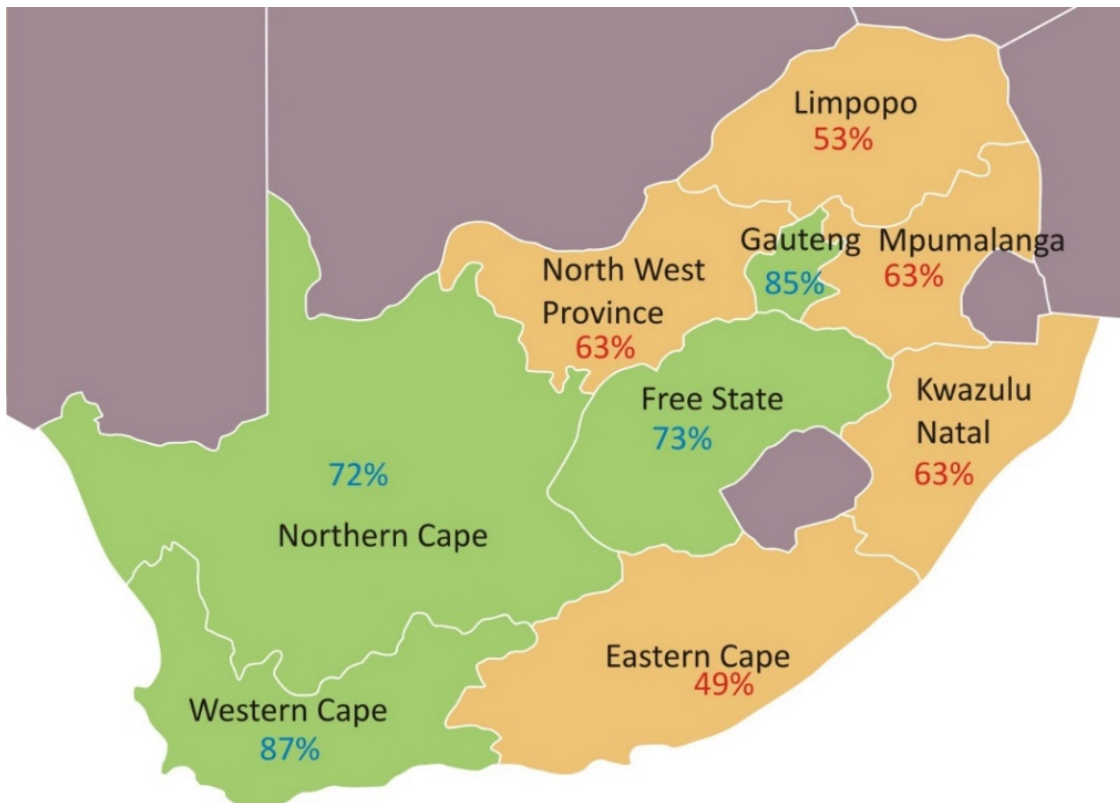 Limpopo
53%
Gauteng
85%
Mpumalanga
63%
North West
Province
63%
Free State
73%
Kwazulu
Natal
63%
72%
Northern Cape
Eastern Cape
49%
Western Cape
87%